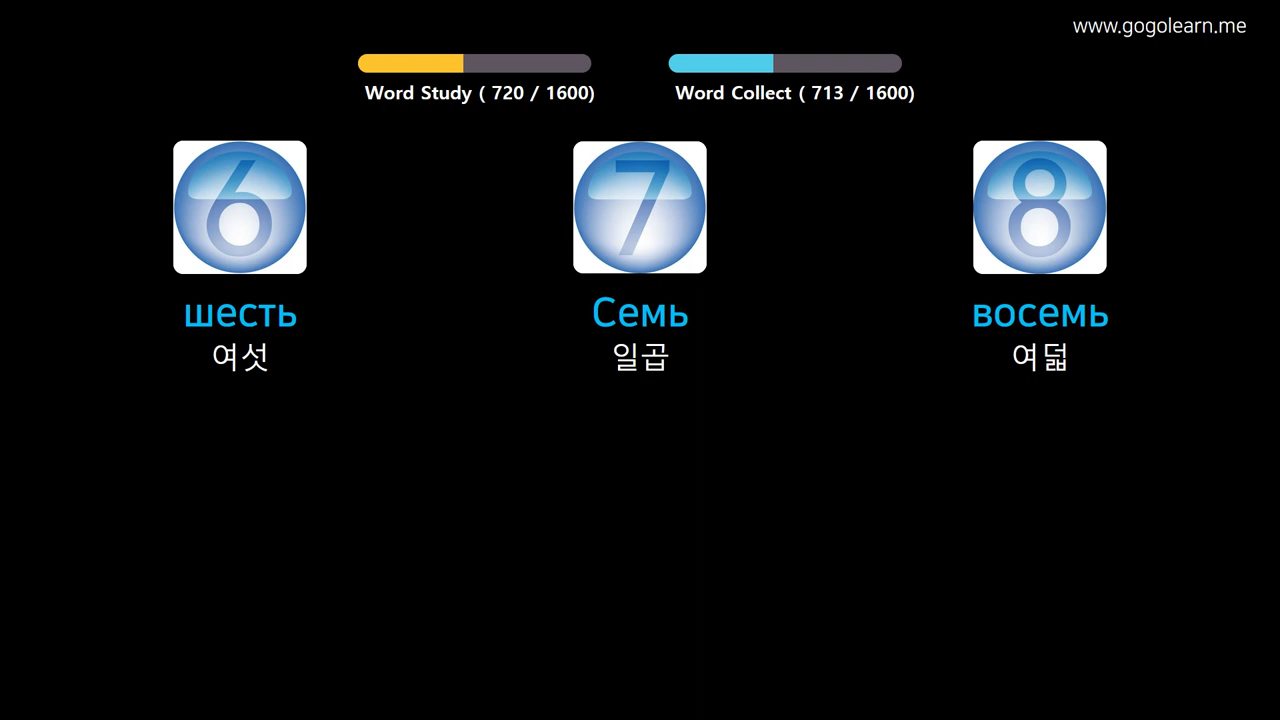 www.gogolearn.me
Word Study ( 720 / 1600)
Word Collect ( 713 / 1600)
6
7
8
шесть
Семь
восемь
여섯
일곱
여덟